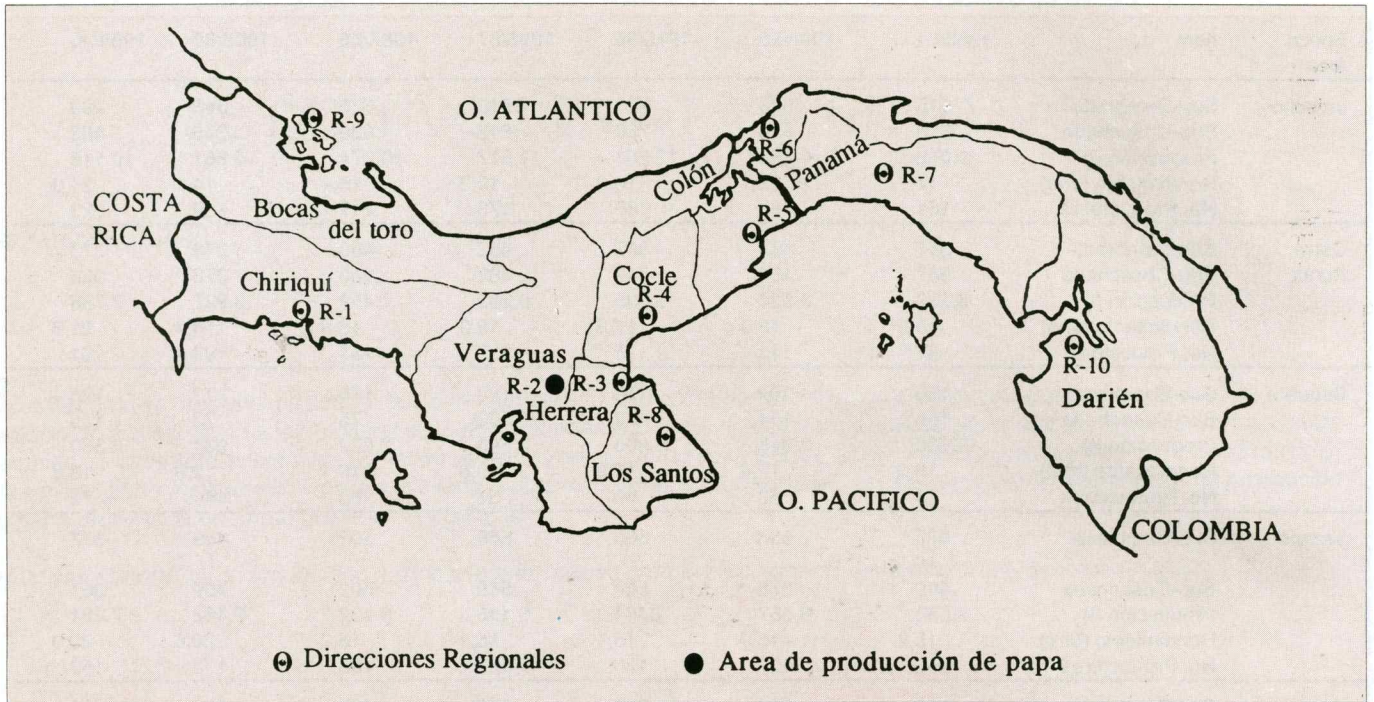 O. ATLANTICO
R-9
R-6
Colón
Panamá
R-7
COSTA
RICA
Bocas
del toro
R-5
Cocle
R-4
Chiriquí
R-1
Veraguas
R-2
R-3
Herrera
R-8
Los Santos
R-10
Darién
O. PACIFICO
COLOMBIA
Direcciones Regionales
Area de producción de papa